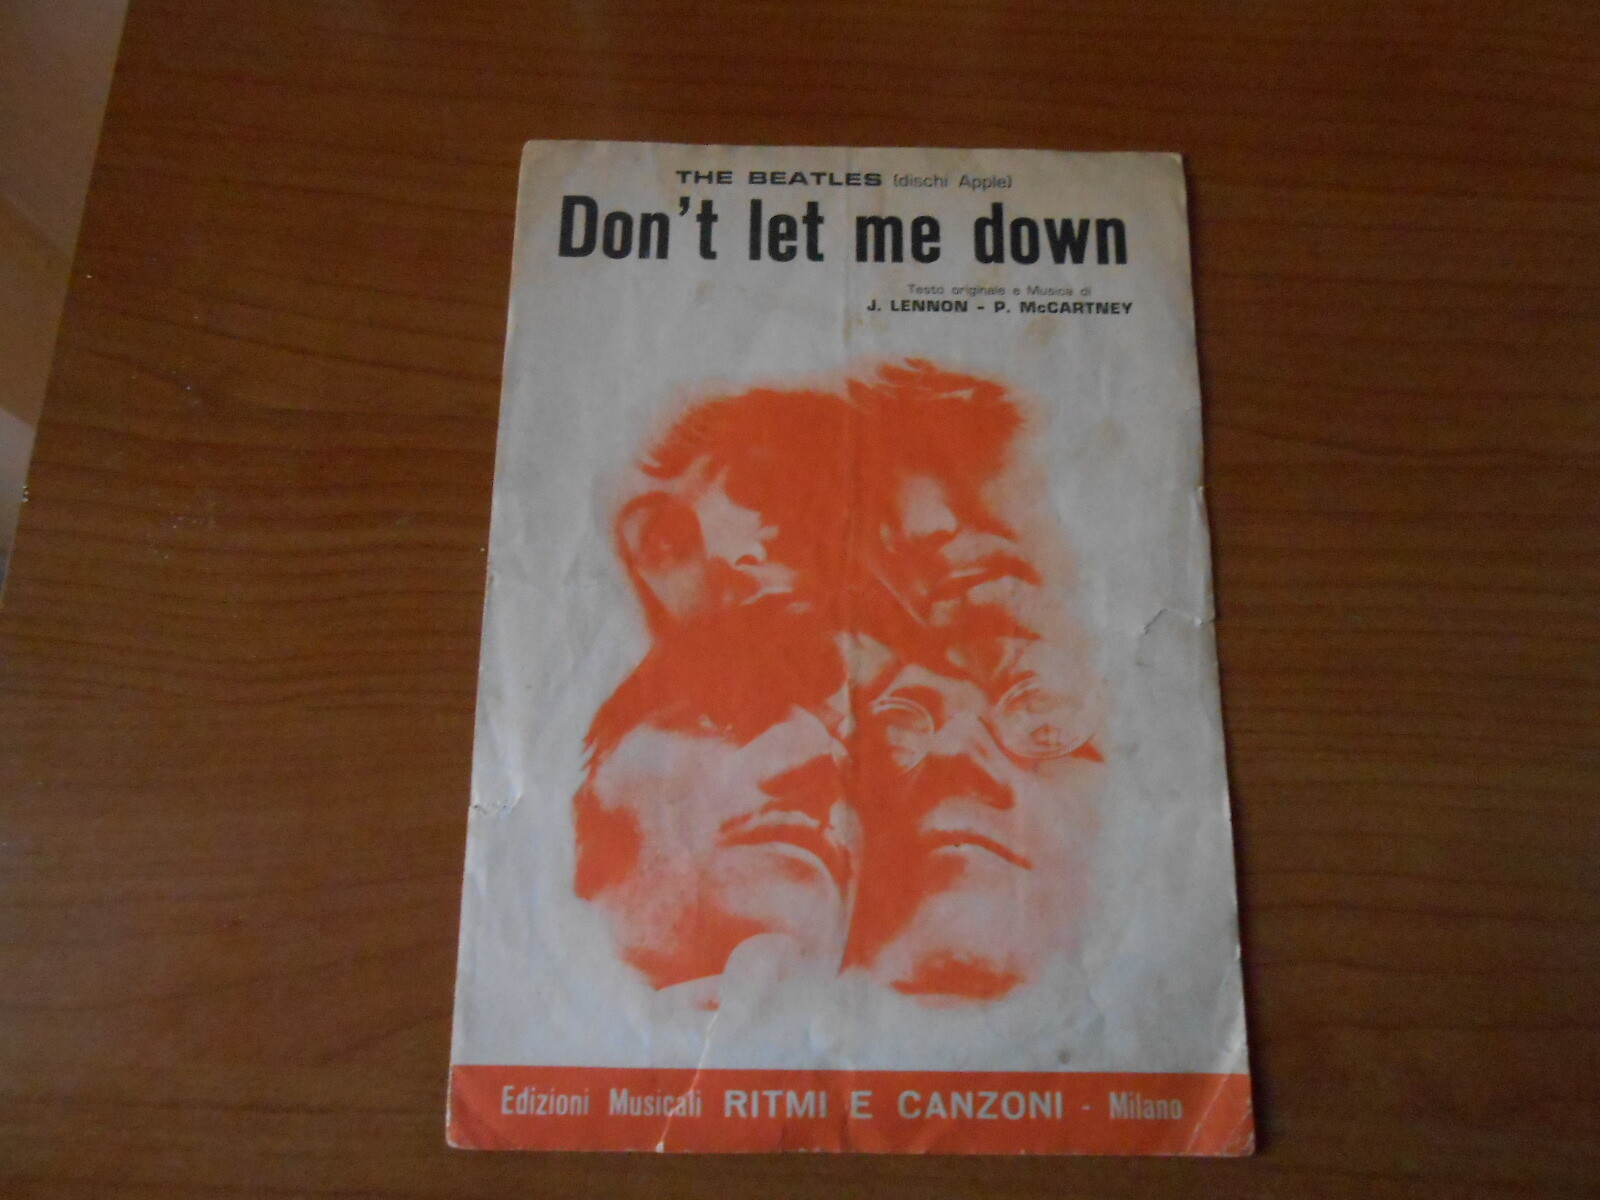 THE BEATLES (dischi Apple)
Don't let me down
Testo originale e Musica di
J. LENNON - P. McCARTNEY
Edizioni Musicali RITMI E CANZONI - Milano